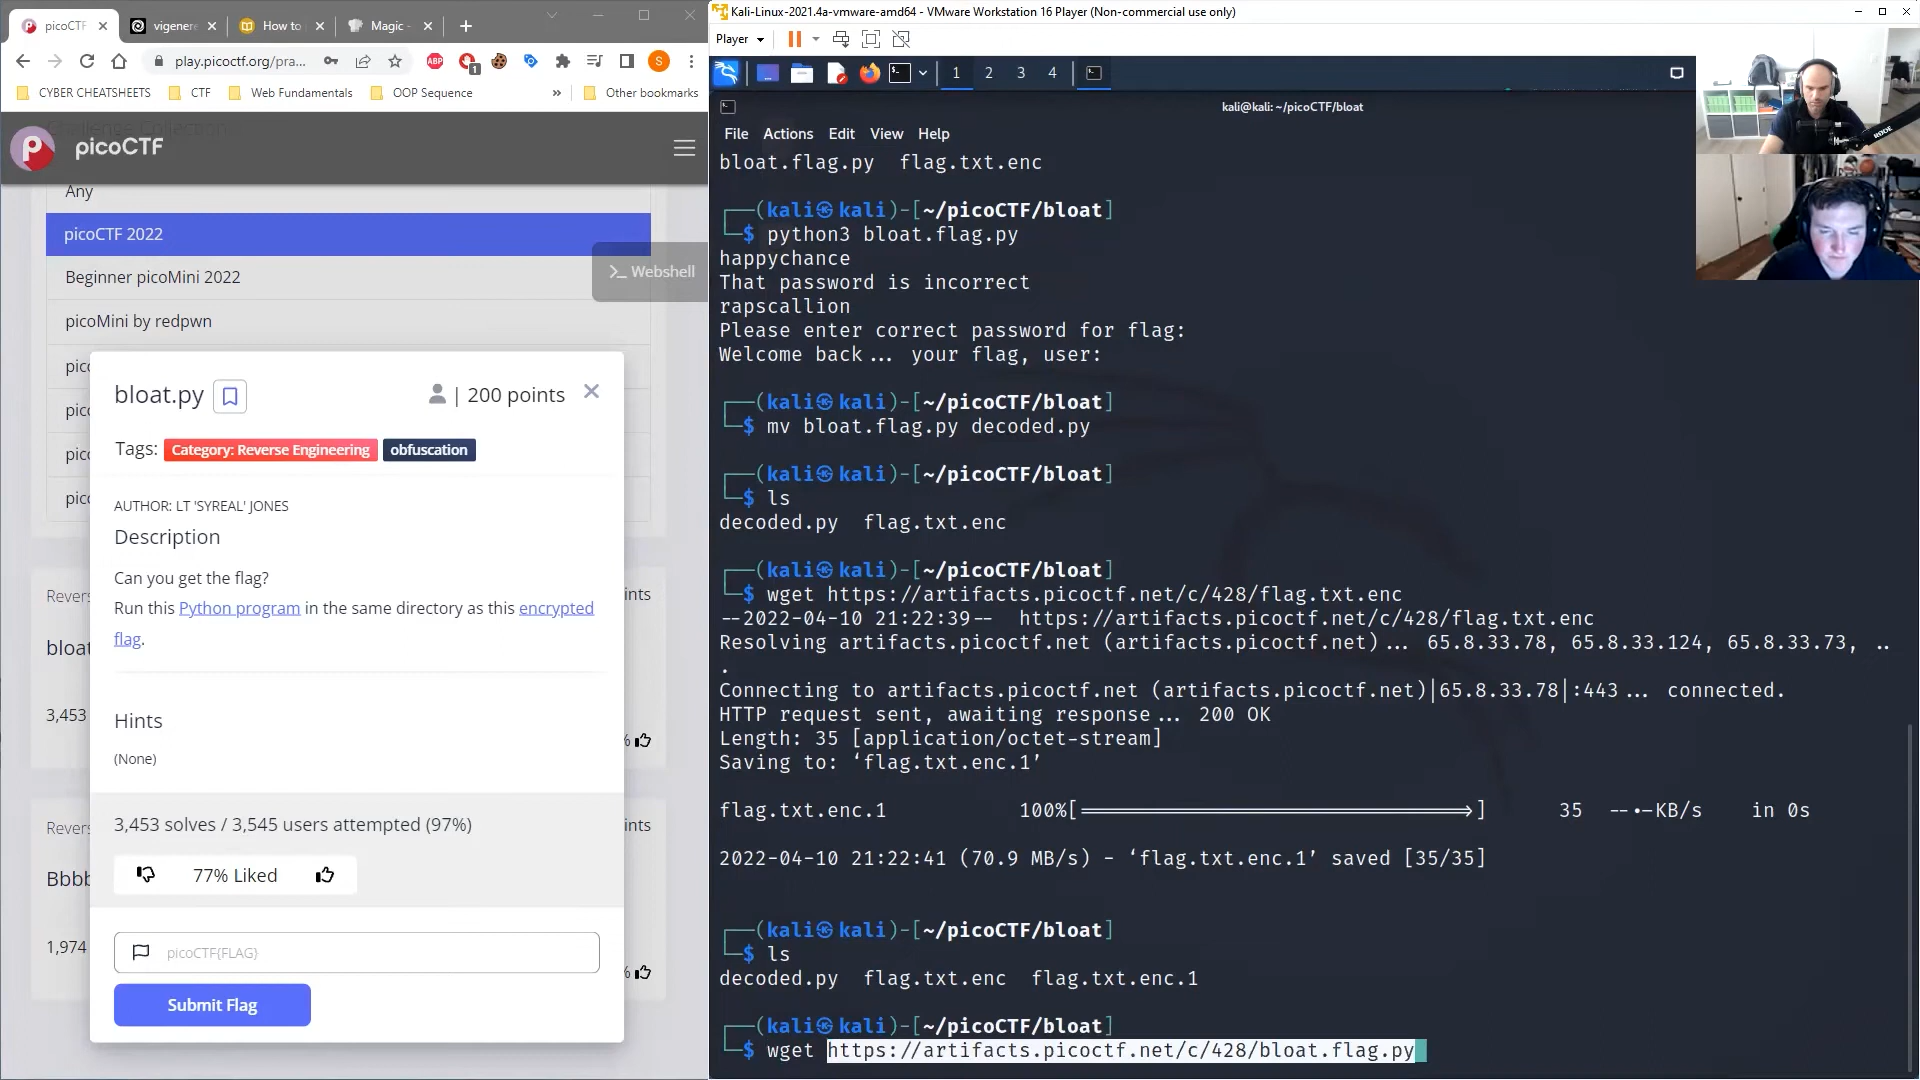 picoCTF
vigenere
How to
Magic -
play.picoctf.org/pra...
ABP
1
S
CYBER CHEATSHEETS
CTF
Web Fundamentals
OOP Sequence
»
Other bookmarks
picoCTF
Any
picoCTF 2022
Webshell
Beginner picoMini 2022
picoMini by redpwn
bloat.py
| 200 points
Tags: Category: Reverse Engineering obfuscation
AUTHOR: LT 'SYREAL' JONES
Description
Can you get the flag?
Run this Python program in the same directory as this encrypted
flag.
Hints
(None)
3,453 solves / 3,545 users attempted (97%)
77% Liked
picoCTF{FLAG}
Submit Flag
3,453
1,974
Kali-Linux-2021.4a-vmware-amd64 - VMware Workstation 16 Player (Non-commercial use only)
Player
1 2 3 4
kali@kali: ~/picoCTF/bloat
File Actions Edit View Help
bloat.flag.py flag.txt.enc
┌──(kali㉿kali)-[~/picoCTF/bloat]
└─$ python3 bloat.flag.py
happychance
That password is incorrect
rapscallion
Please enter correct password for flag:
Welcome back... your flag, user:
┌──(kali㉿kali)-[~/picoCTF/bloat]
└─$ mv bloat.flag.py decoded.py
┌──(kali㉿kali)-[~/picoCTF/bloat]
└─$ ls
decoded.py flag.txt.enc
┌──(kali㉿kali)-[~/picoCTF/bloat]
└─$ wget https://artifacts.picoctf.net/c/428/flag.txt.enc
--2022-04-10 21:22:39-- https://artifacts.picoctf.net/c/428/flag.txt.enc
Resolving artifacts.picoctf.net (artifacts.picoctf.net)... 65.8.33.78, 65.8.33.124, 65.8.33.73, ..
.
Connecting to artifacts.picoctf.net (artifacts.picoctf.net)|65.8.33.78|:443... connected.
HTTP request sent, awaiting response... 200 OK
Length: 35 [application/octet-stream]
Saving to: ‘flag.txt.enc.1’
flag.txt.enc.1 100%[===================>] 35 --.-KB/s in 0s
2022-04-10 21:22:41 (70.9 MB/s) - ‘flag.txt.enc.1’ saved [35/35]
┌──(kali㉿kali)-[~/picoCTF/bloat]
└─$ ls
decoded.py flag.txt.enc flag.txt.enc.1
┌──(kali㉿kali)-[~/picoCTF/bloat]
└─$ wget https://artifacts.picoctf.net/c/428/bloat.flag.py